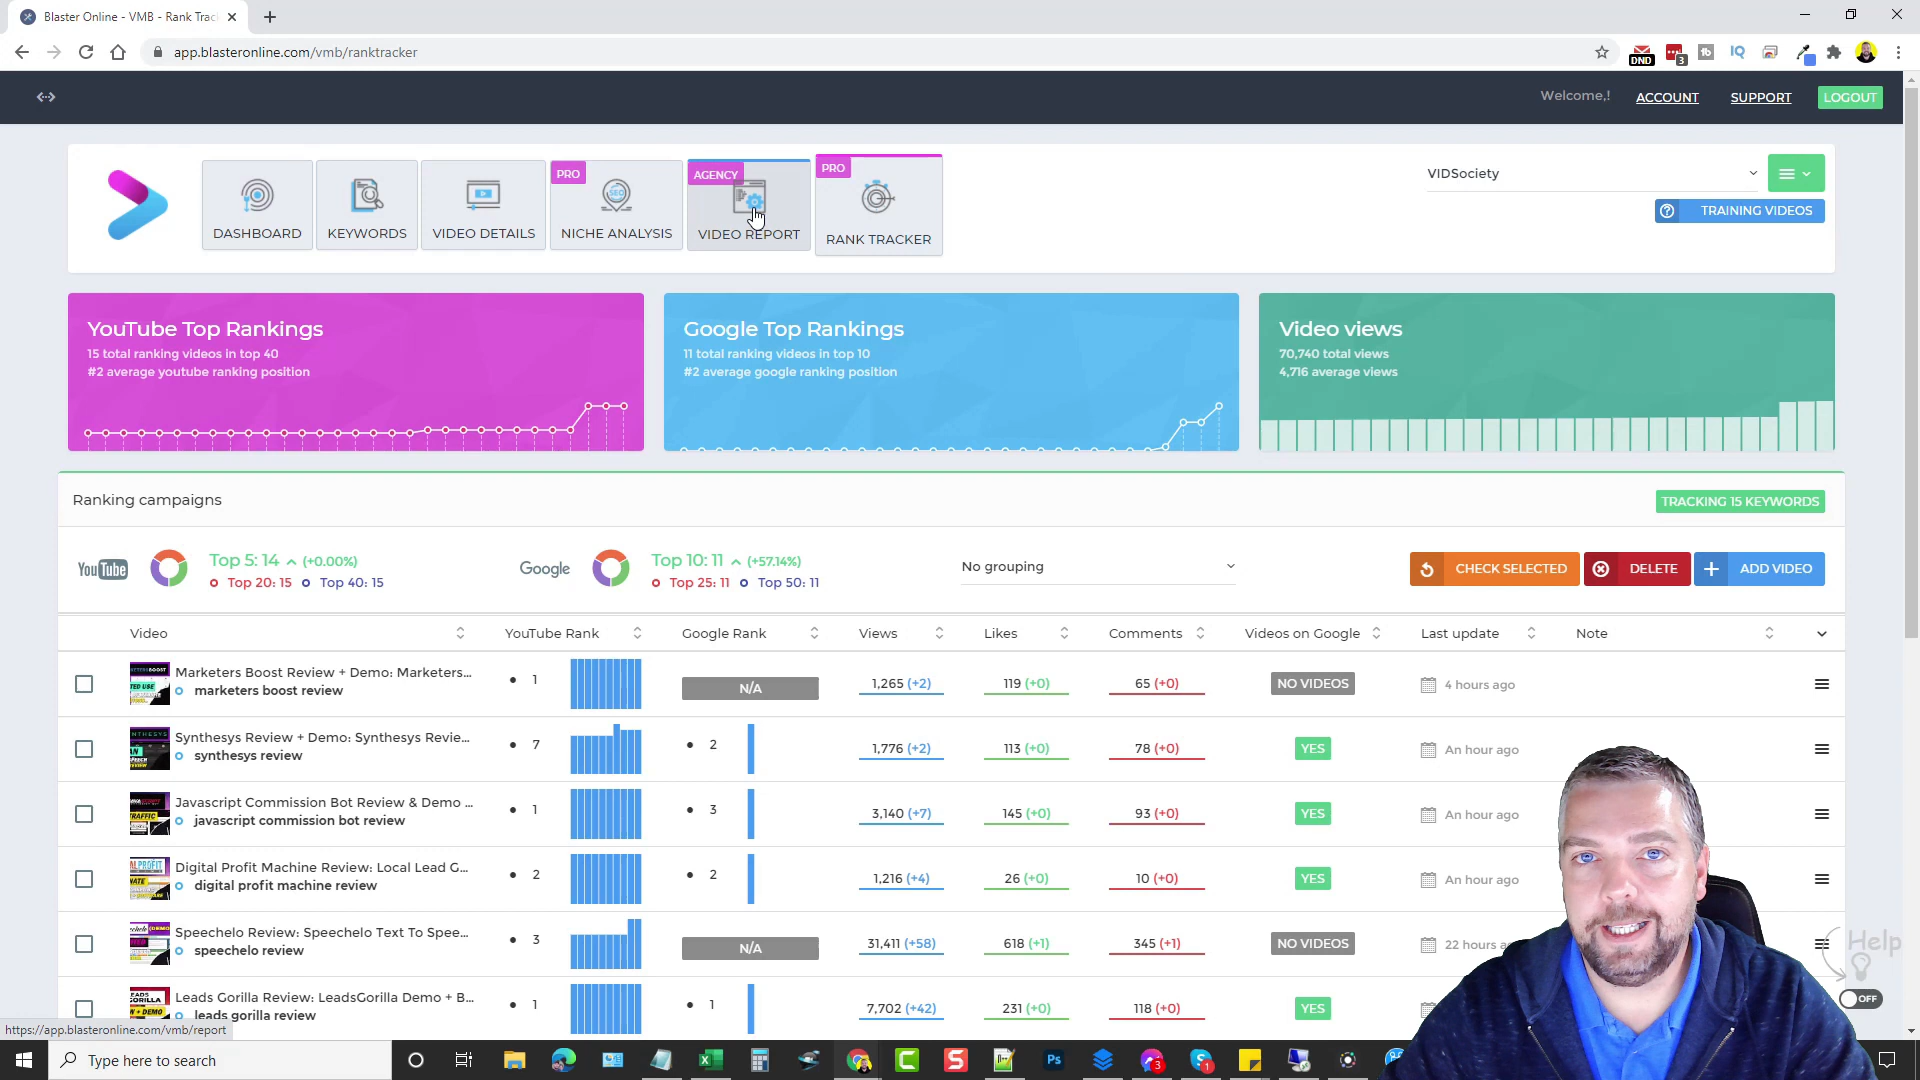 Blaster Online - VMB - Rank Trac
app.blasteronline.com/vmb/ranktracker
DND
3
Welcome,!
ACCOUNT
SUPPORT
LOGOUT
DASHBOARD
KEYWORDS
VIDEO DETAILS
PRO
NICHE ANALYSIS
AGENCY
VIDEO REPORT
PRO
RANK TRACKER
VIDSociety
TRAINING VIDEOS
YouTube Top Rankings
15 total ranking videos in top 40
#2 average youtube ranking position
Google Top Rankings
11 total ranking videos in top 10
#2 average google ranking position
Video views
70,740 total views
4,716 average views
Ranking campaigns
TRACKING 15 KEYWORDS
YouTube
Top 5: 14 (+0.00%)
Top 20: 15 Top 40: 15
Google
Top 10: 11 (+57.14%)
Top 25: 11 Top 50: 11
No grouping
CHECK SELECTED
DELETE
ADD VIDEO
Video YouTube Rank Google Rank Views Likes Comments Videos on Google Last update Note
Marketers Boost Review + Demo: Marketers...
marketers boost review
1 N/A 1,265 (+2) 119 (+0) 65 (+0) NO VIDEOS 4 hours ago
Synthesys Review + Demo: Synthesys Revie...
synthesys review
7 2 1,776 (+2) 113 (+0) 78 (+0) YES An hour ago
Javascript Commission Bot Review & Demo ...
javascript commission bot review
1 3 3,140 (+7) 145 (+0) 93 (+0) YES An hour ago
Digital Profit Machine Review: Local Lead G...
digital profit machine review
2 2 1,216 (+4) 26 (+0) 10 (+0) YES An hour ago
Speechelo Review: Speechelo Text To Spee...
speechelo review
3 N/A 31,411 (+58) 618 (+1) 345 (+1) NO VIDEOS 22 hours
Leads Gorilla Review: LeadsGorilla Demo + B...
leads gorilla review
1 1 7,702 (+42) 231 (+0) 118 (+0) YES
Help
OFF
https://app.blasteronline.com/vmb/report
Type here to search